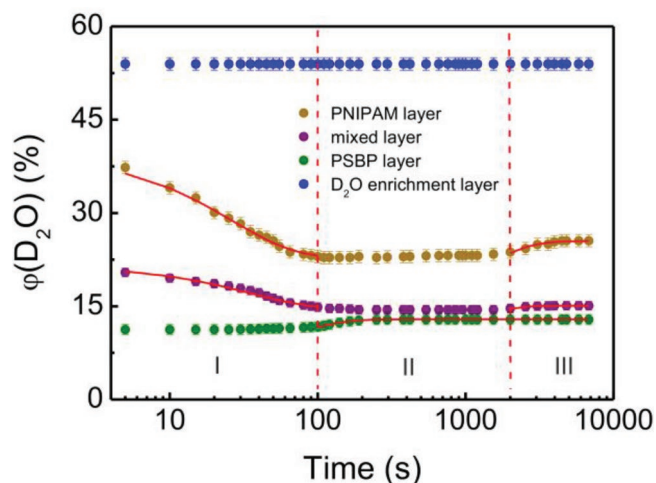 60
45
30
15
0
φ(D₂O) (%)
PNIPAM layer
mixed layer
PSBP layer
D₂O enrichment layer
I
II
III
10
100
1000
10000
Time (s)